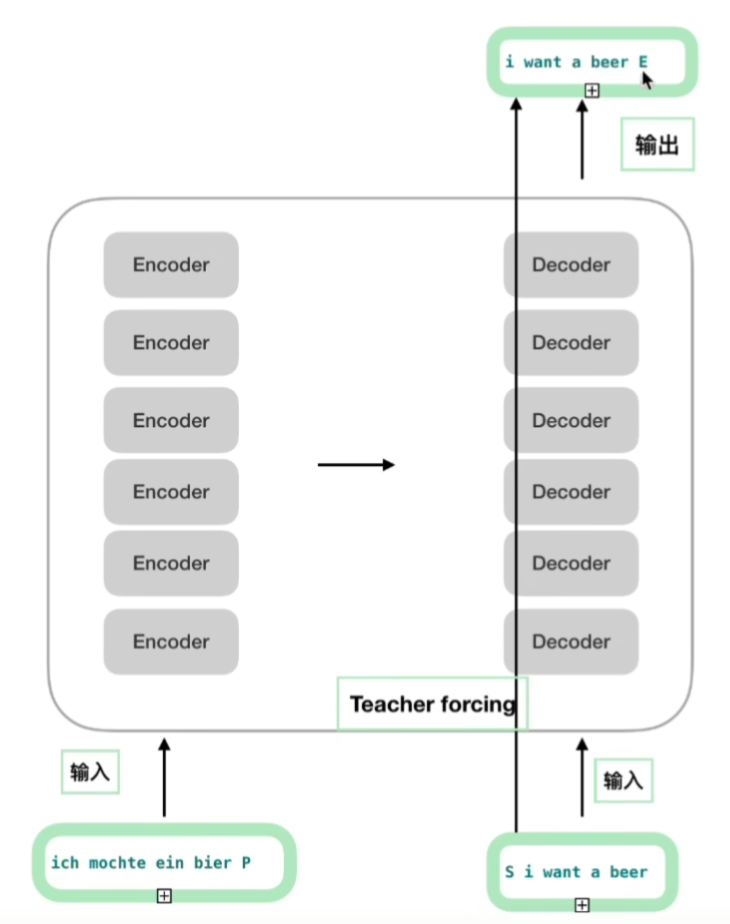 i want a beer E
输出
Encoder
Decoder
Encoder
Decoder
Encoder
Decoder
Encoder
Decoder
Encoder
Decoder
Encoder
Decoder
Teacher forcing
输入
输入
ich mochte ein bier P
S i want a beer